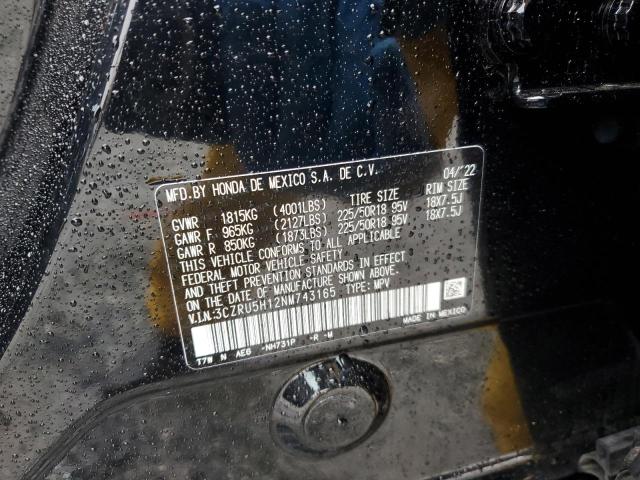 MFD.BY HONDA DE MEXICO S.A. DE C.V. 04/'22
TIRE SIZE RIM SIZE
GVWR 1815KG (4001LBS)
GAWR F 965KG (2127LBS) 225/50R18 95V 18X7.5J
GAWR R 850KG (1873LBS) 225/50R18 95V 18X7.5J
THIS VEHICLE CONFORMS TO ALL APPLICABLE
FEDERAL MOTOR VEHICLE SAFETY
AND THEFT PREVENTION STANDARDS IN EFFECT
ON THE DATE OF MANUFACTURE SHOWN ABOVE.
V.I.N.:3CZRU5H12NM743165 TYPE: MPV
T7W N AE6 *NH731P *R -M
MADE IN MEXICO